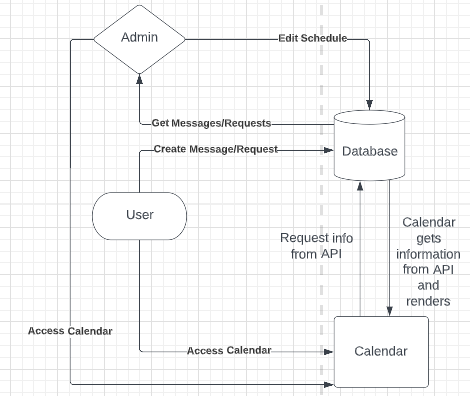 Admin
Edit Schedule
Get Messages/Requests
Create Message/Request
Database
User
Request info
from API
Calendar
gets
information
from API
and
renders
Access Calendar
Access Calendar
Calendar